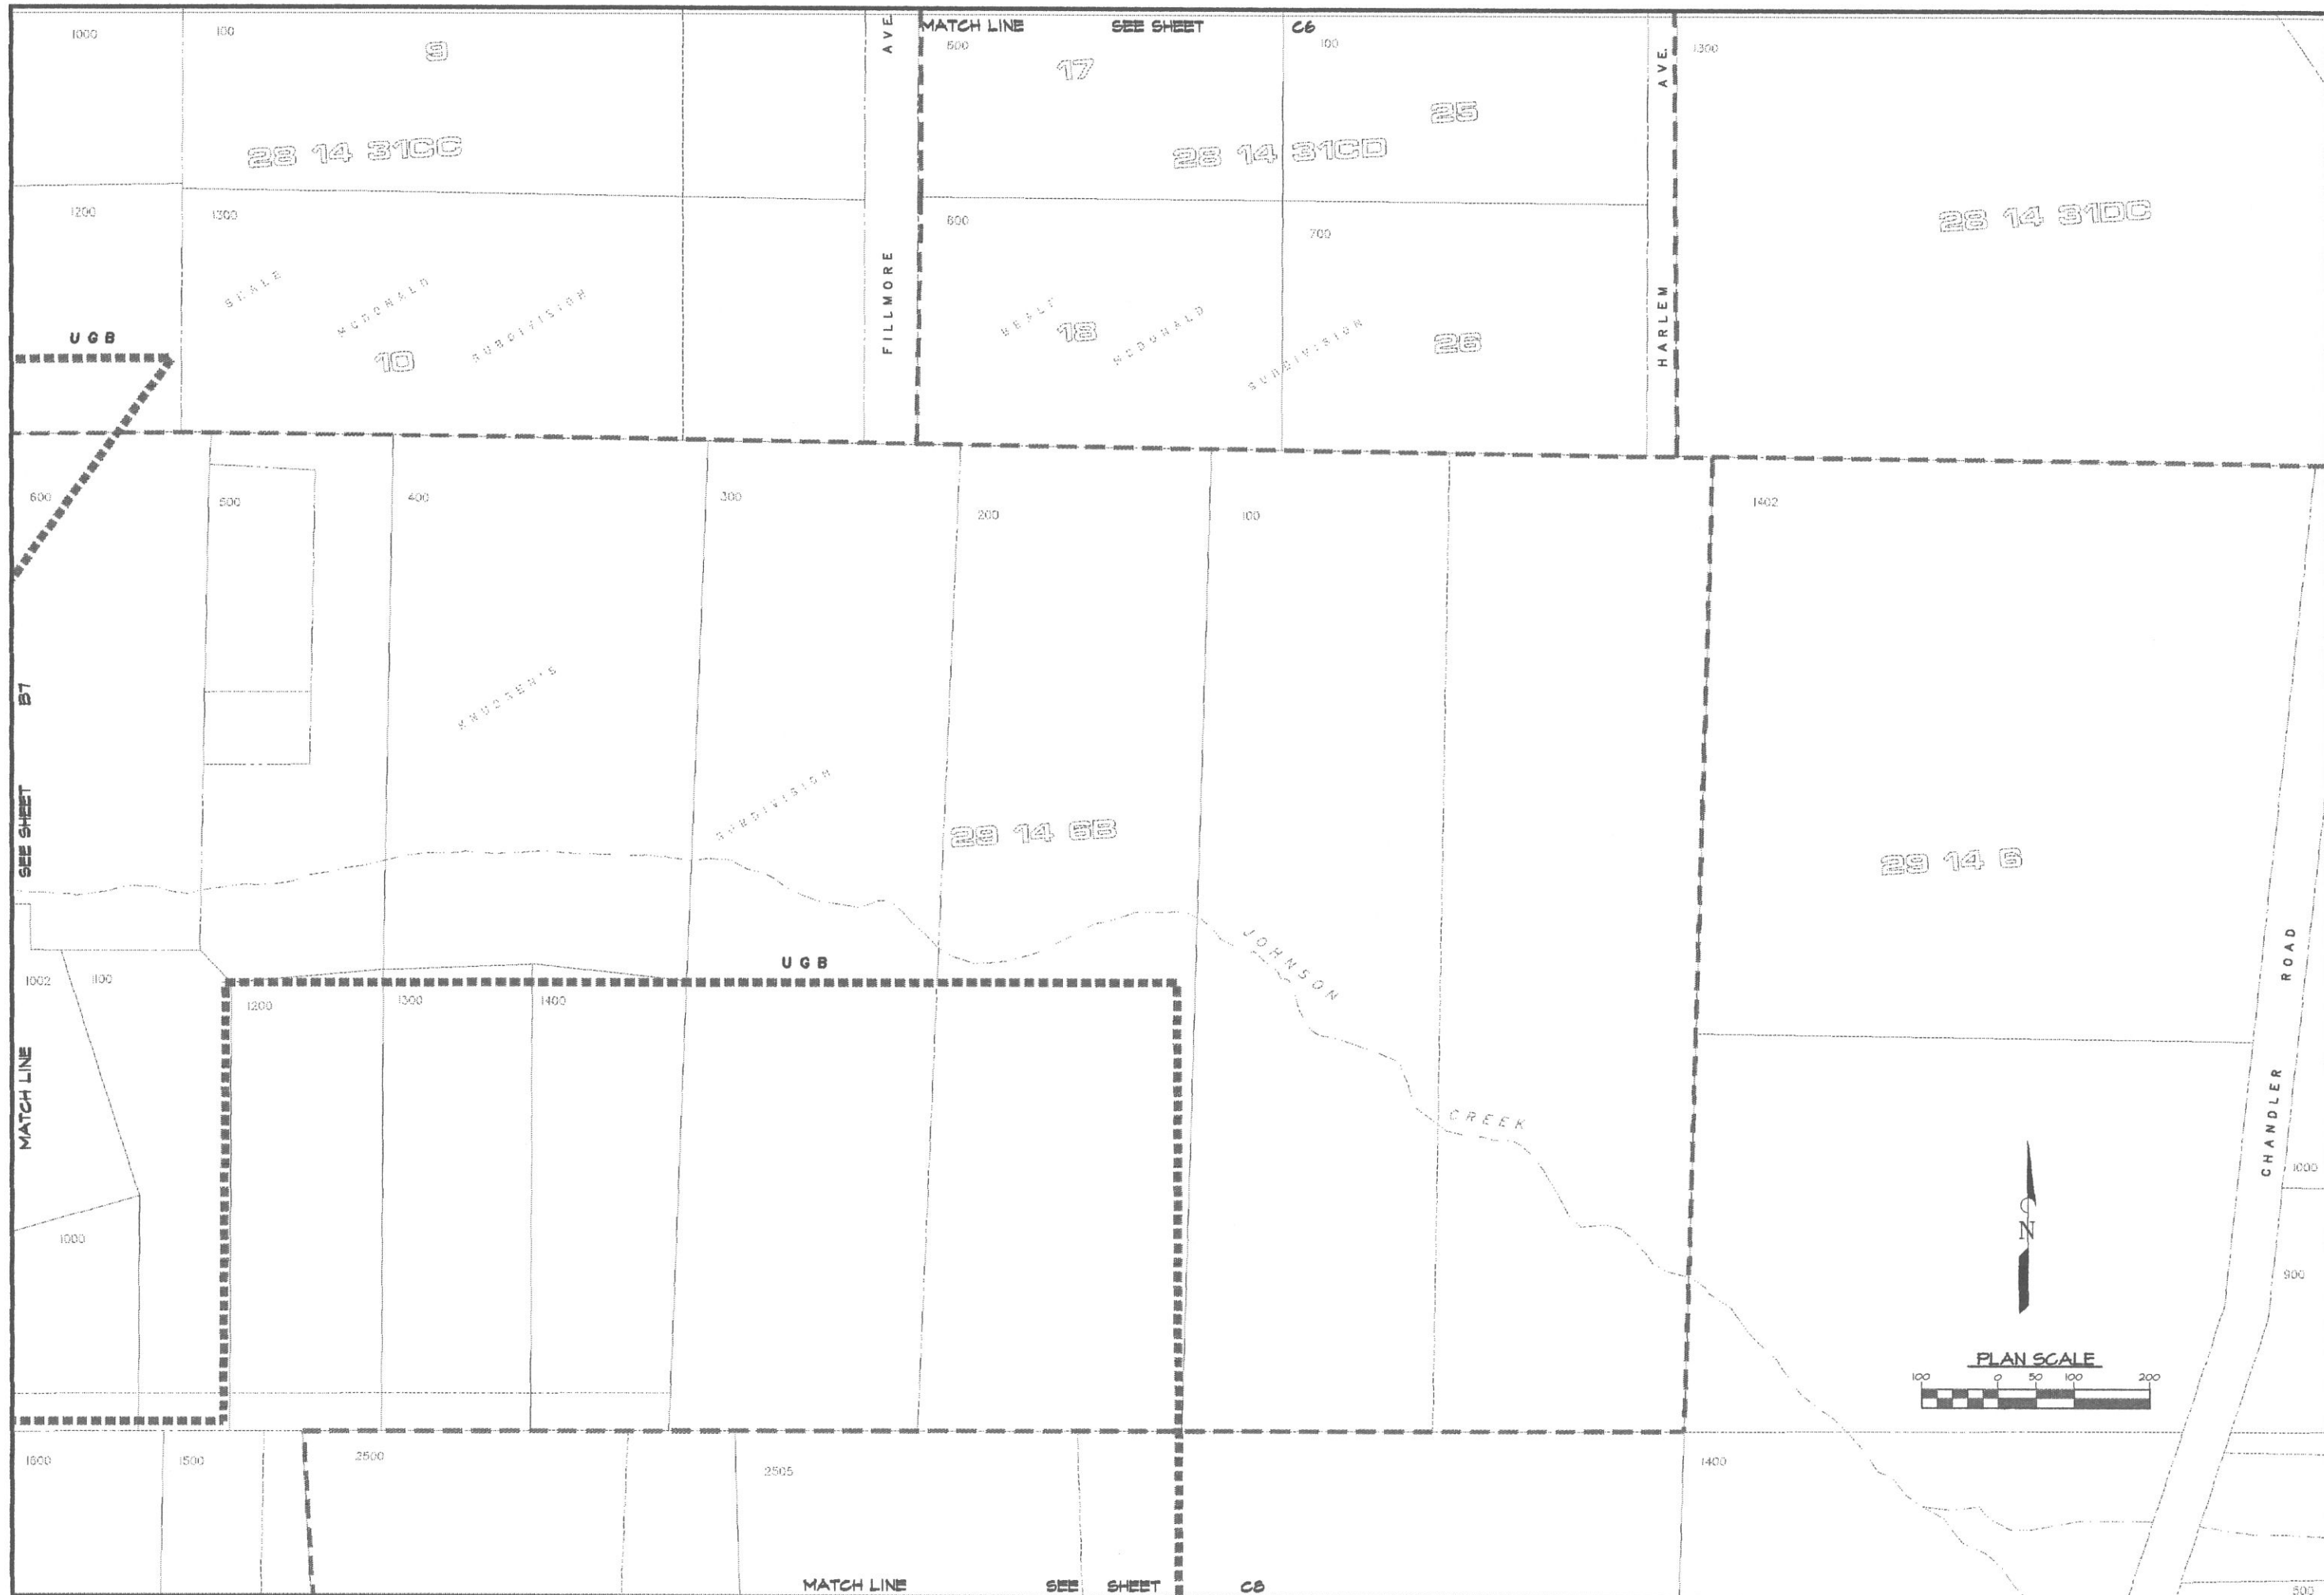 MATCH LINE SEE SHEET C6
1000
100
9
AVE.
500
17
100
25
AVE.
1300
28 14 31CC
28 14 31CD
28 14 31DC
1200
1300
FILLMORE
600
700
HARLEM
MCDONALD
SUBDIVISION
10
18
MCDONALD
SUBDIVISION
26
UGB
600
500
400
300
200
100
1402
MATCH LINE SEE SHEET B7
SUBDIVISION
29 14 6B
29 14 6
JOHNSON
CREEK
CHANDLER ROAD
UGB
1002
1100
1200
1300
1400
1000
1000
900
N
PLAN SCALE
100 0 50 100 200
1600
1500
2500
2505
1400
500
MATCH LINE SEE SHEET C8